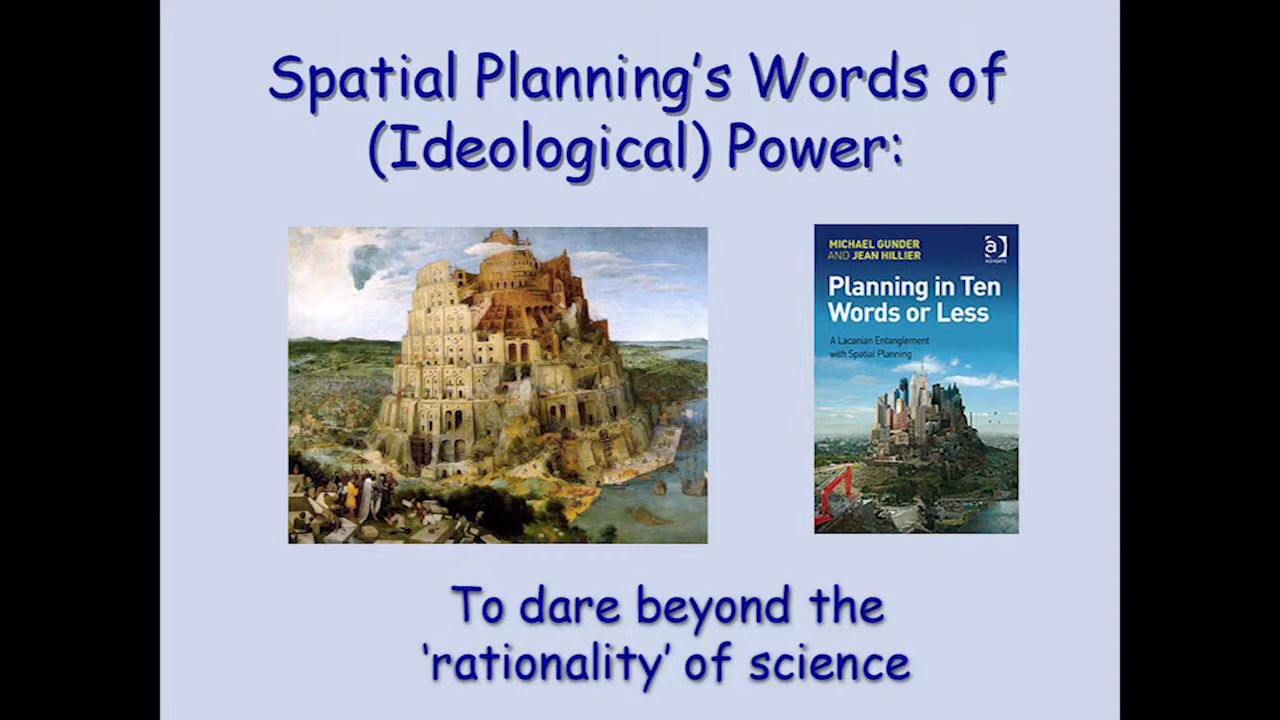 Spatial Planning’s Words of
(Ideological) Power:
MICHAEL GUNDER
AND JEAN HILLIER
a
ASHGATE
Planning in Ten
Words or Less
A Lacanian Entanglement
with Spatial Planning
To dare beyond the
‘rationality’ of science